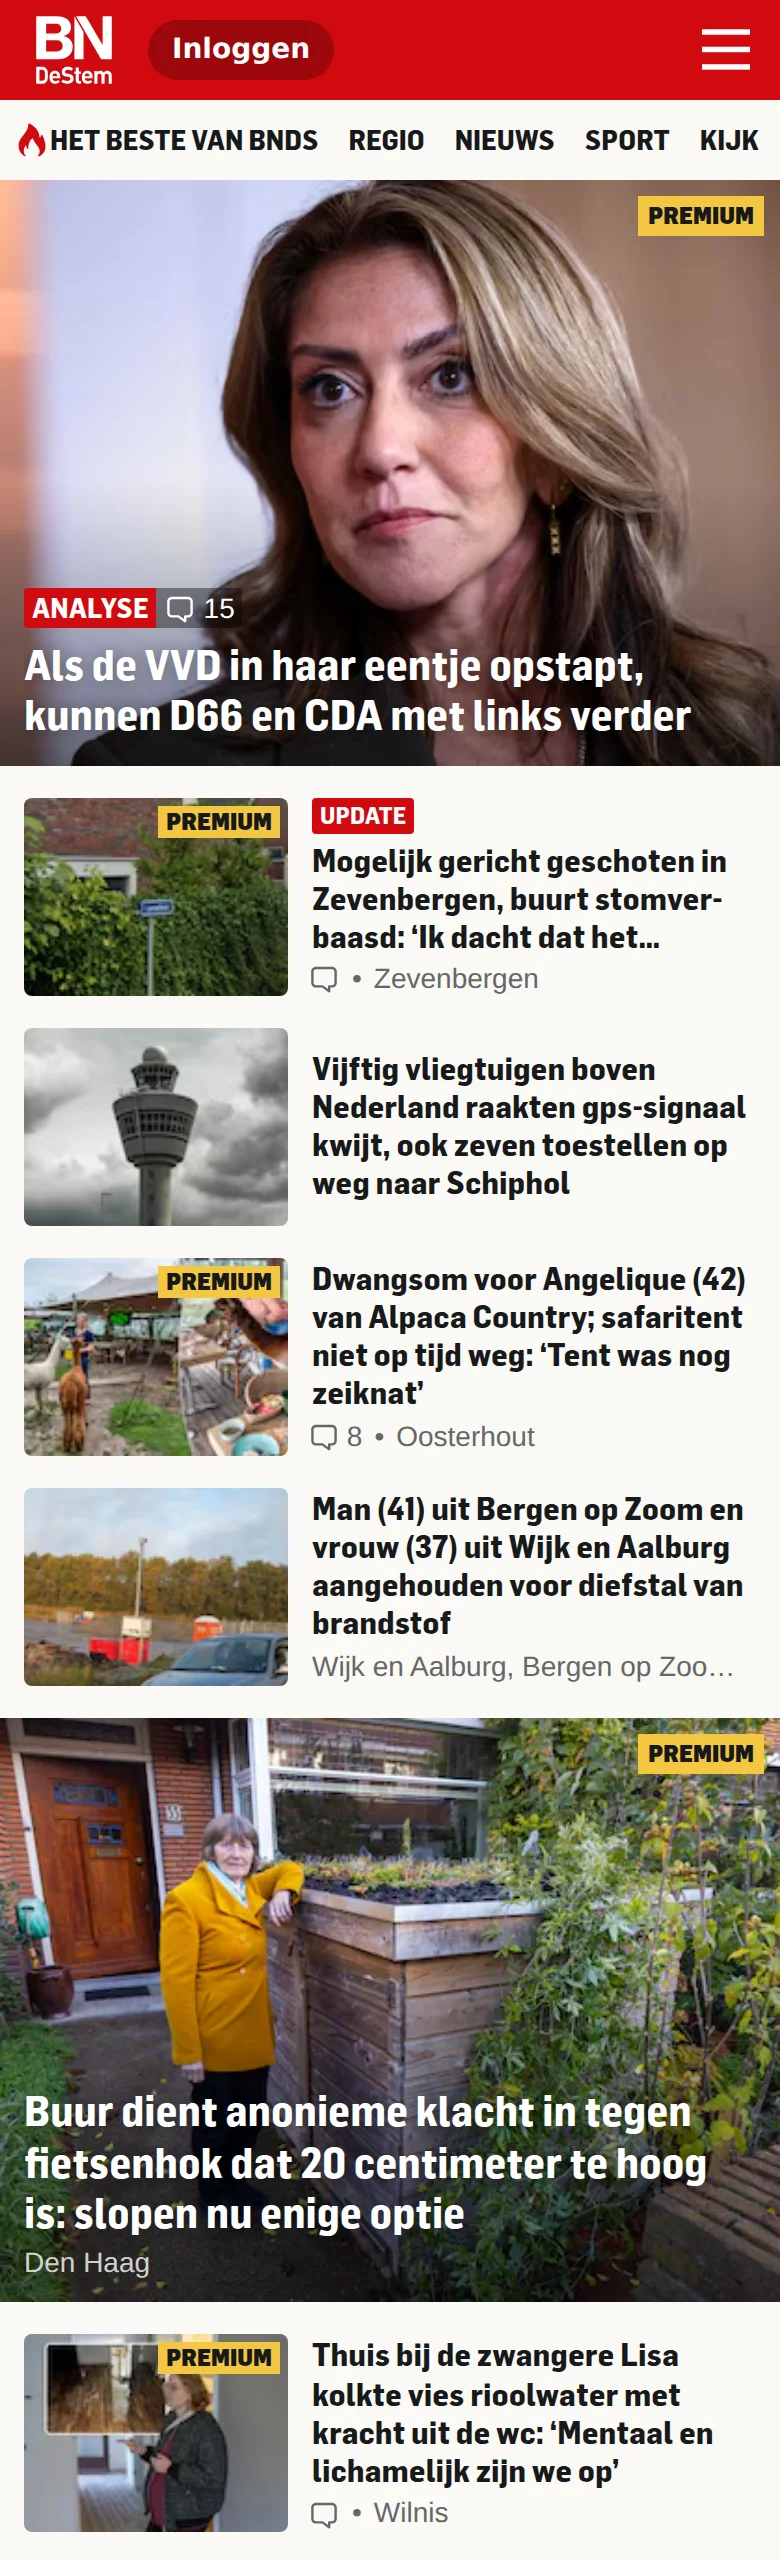 BN
DeStem
Inloggen
HET BESTE VAN BNDS REGIO NIEUWS SPORT KIJK
PREMIUM
ANALYSE 15
Als de VVD in haar eentje opstapt,
kunnen D66 en CDA met links verder
PREMIUM
UPDATE
Mogelijk gericht geschoten in
Zevenbergen, buurt stomver-
baasd: ‘Ik dacht dat het...
• Zevenbergen
Vijftig vliegtuigen boven
Nederland raakten gps-signaal
kwijt, ook zeven toestellen op
weg naar Schiphol
PREMIUM
Dwangsom voor Angelique (42)
van Alpaca Country; safaritent
niet op tijd weg: ‘Tent was nog
zeiknat’
8 • Oosterhout
Man (41) uit Bergen op Zoom en
vrouw (37) uit Wijk en Aalburg
aangehouden voor diefstal van
brandstof
Wijk en Aalburg, Bergen op Zoo...
PREMIUM
Buur dient anonieme klacht in tegen
fietsenhok dat 20 centimeter te hoog
is: slopen nu enige optie
Den Haag
PREMIUM
Thuis bij de zwangere Lisa
kolkte vies rioolwater met
kracht uit de wc: ‘Mentaal en
lichamelijk zijn we op’
• Wilnis